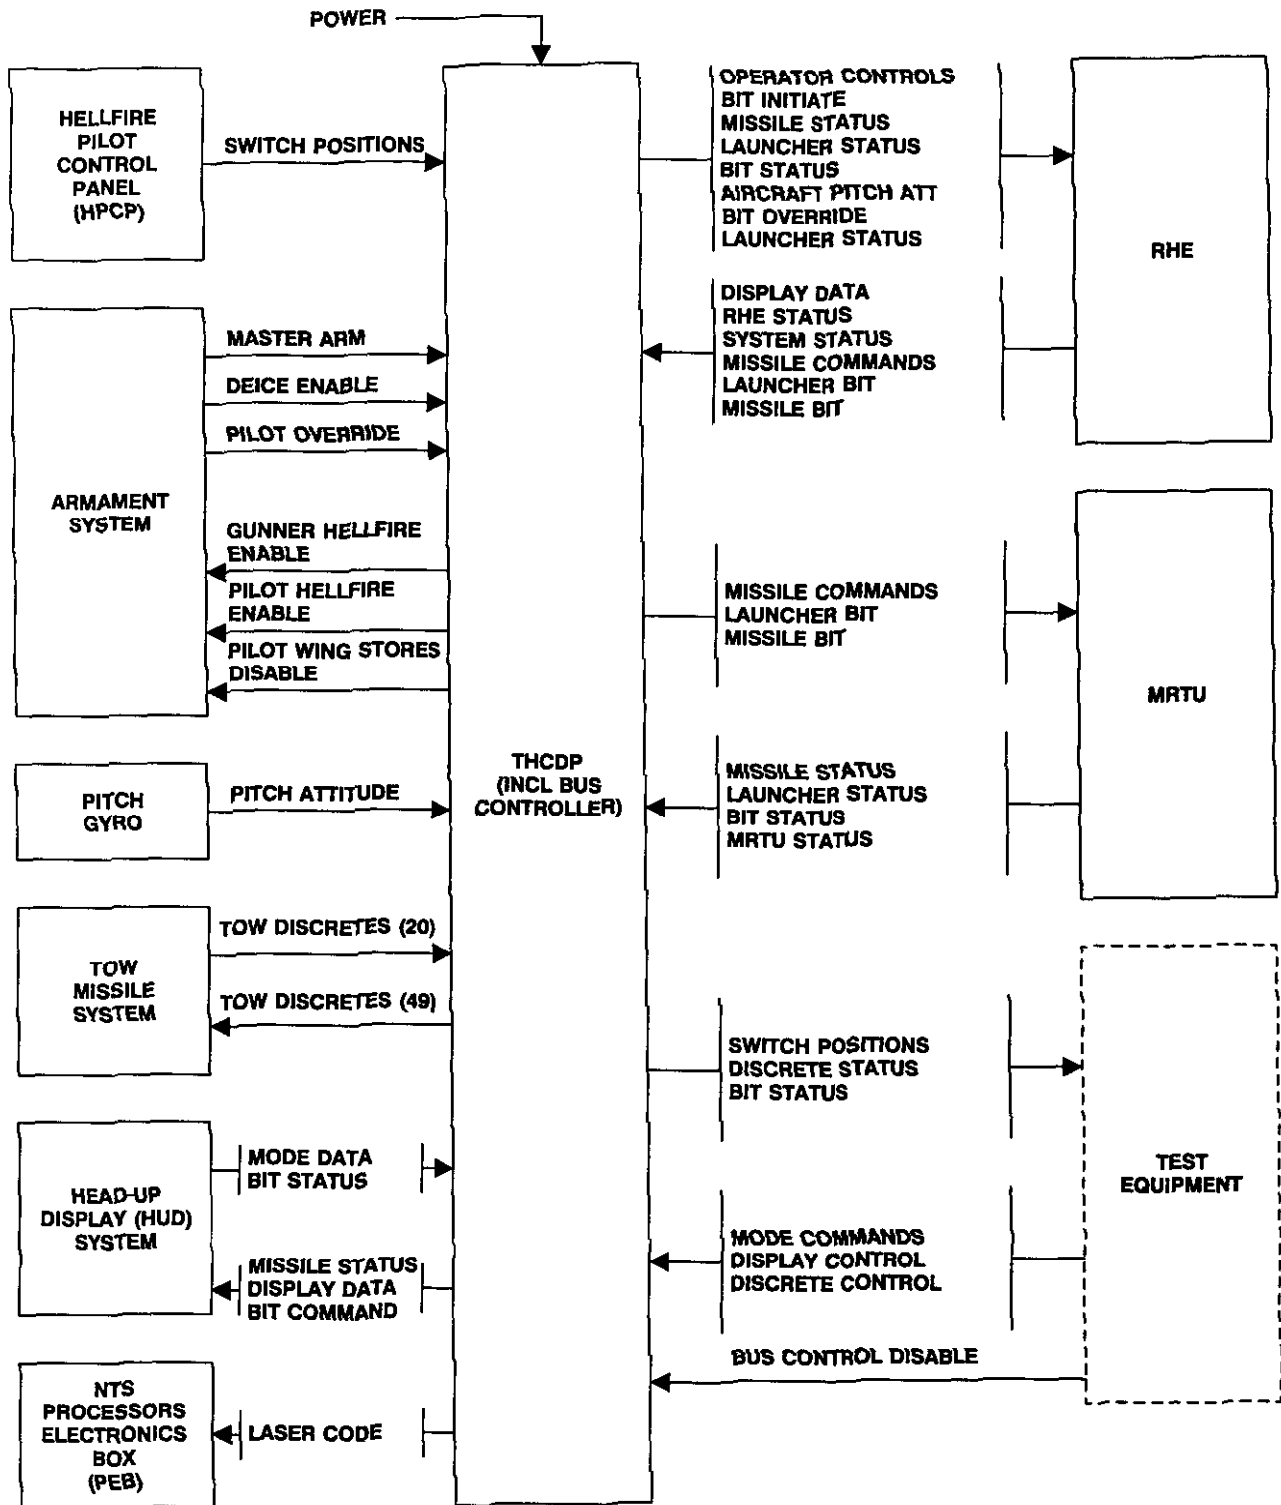 POWER
HELLFIRE
PILOT
CONTROL
PANEL
(HPCP)
SWITCH POSITIONS
OPERATOR CONTROLS
BIT INITIATE
MISSILE STATUS
LAUNCHER STATUS
BIT STATUS
AIRCRAFT PITCH ATT
BIT OVERRIDE
LAUNCHER STATUS
RHE
DISPLAY DATA
RHE STATUS
SYSTEM STATUS
MISSILE COMMANDS
LAUNCHER BIT
MISSILE BIT
ARMAMENT
SYSTEM
MASTER ARM
DEICE ENABLE
PILOT OVERRIDE
GUNNER HELLFIRE
ENABLE
PILOT HELLFIRE
ENABLE
PILOT WING STORES
DISABLE
MISSILE COMMANDS
LAUNCHER BIT
MISSILE BIT
MRTU
THCDP
(INCL BUS
CONTROLLER)
MISSILE STATUS
LAUNCHER STATUS
BIT STATUS
MRTU STATUS
PITCH
GYRO
PITCH ATTITUDE
TOW
MISSILE
SYSTEM
TOW DISCRETES (20)
TOW DISCRETES (49)
SWITCH POSITIONS
DISCRETE STATUS
BIT STATUS
TEST
EQUIPMENT
HEAD-UP
DISPLAY (HUD)
SYSTEM
MODE DATA
BIT STATUS
MISSILE STATUS
DISPLAY DATA
BIT COMMAND
MODE COMMANDS
DISPLAY CONTROL
DISCRETE CONTROL
BUS CONTROL DISABLE
NTS
PROCESSORS
ELECTRONICS
BOX
(PEB)
LASER CODE